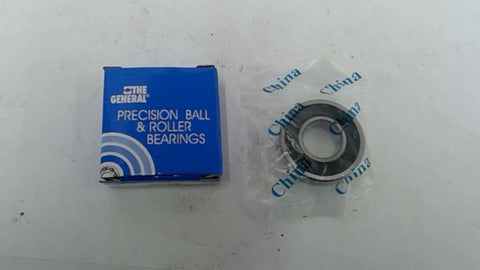 THE
GENERAL®
PRECISION BALL
& ROLLER
BEARINGS
China
China
China
China